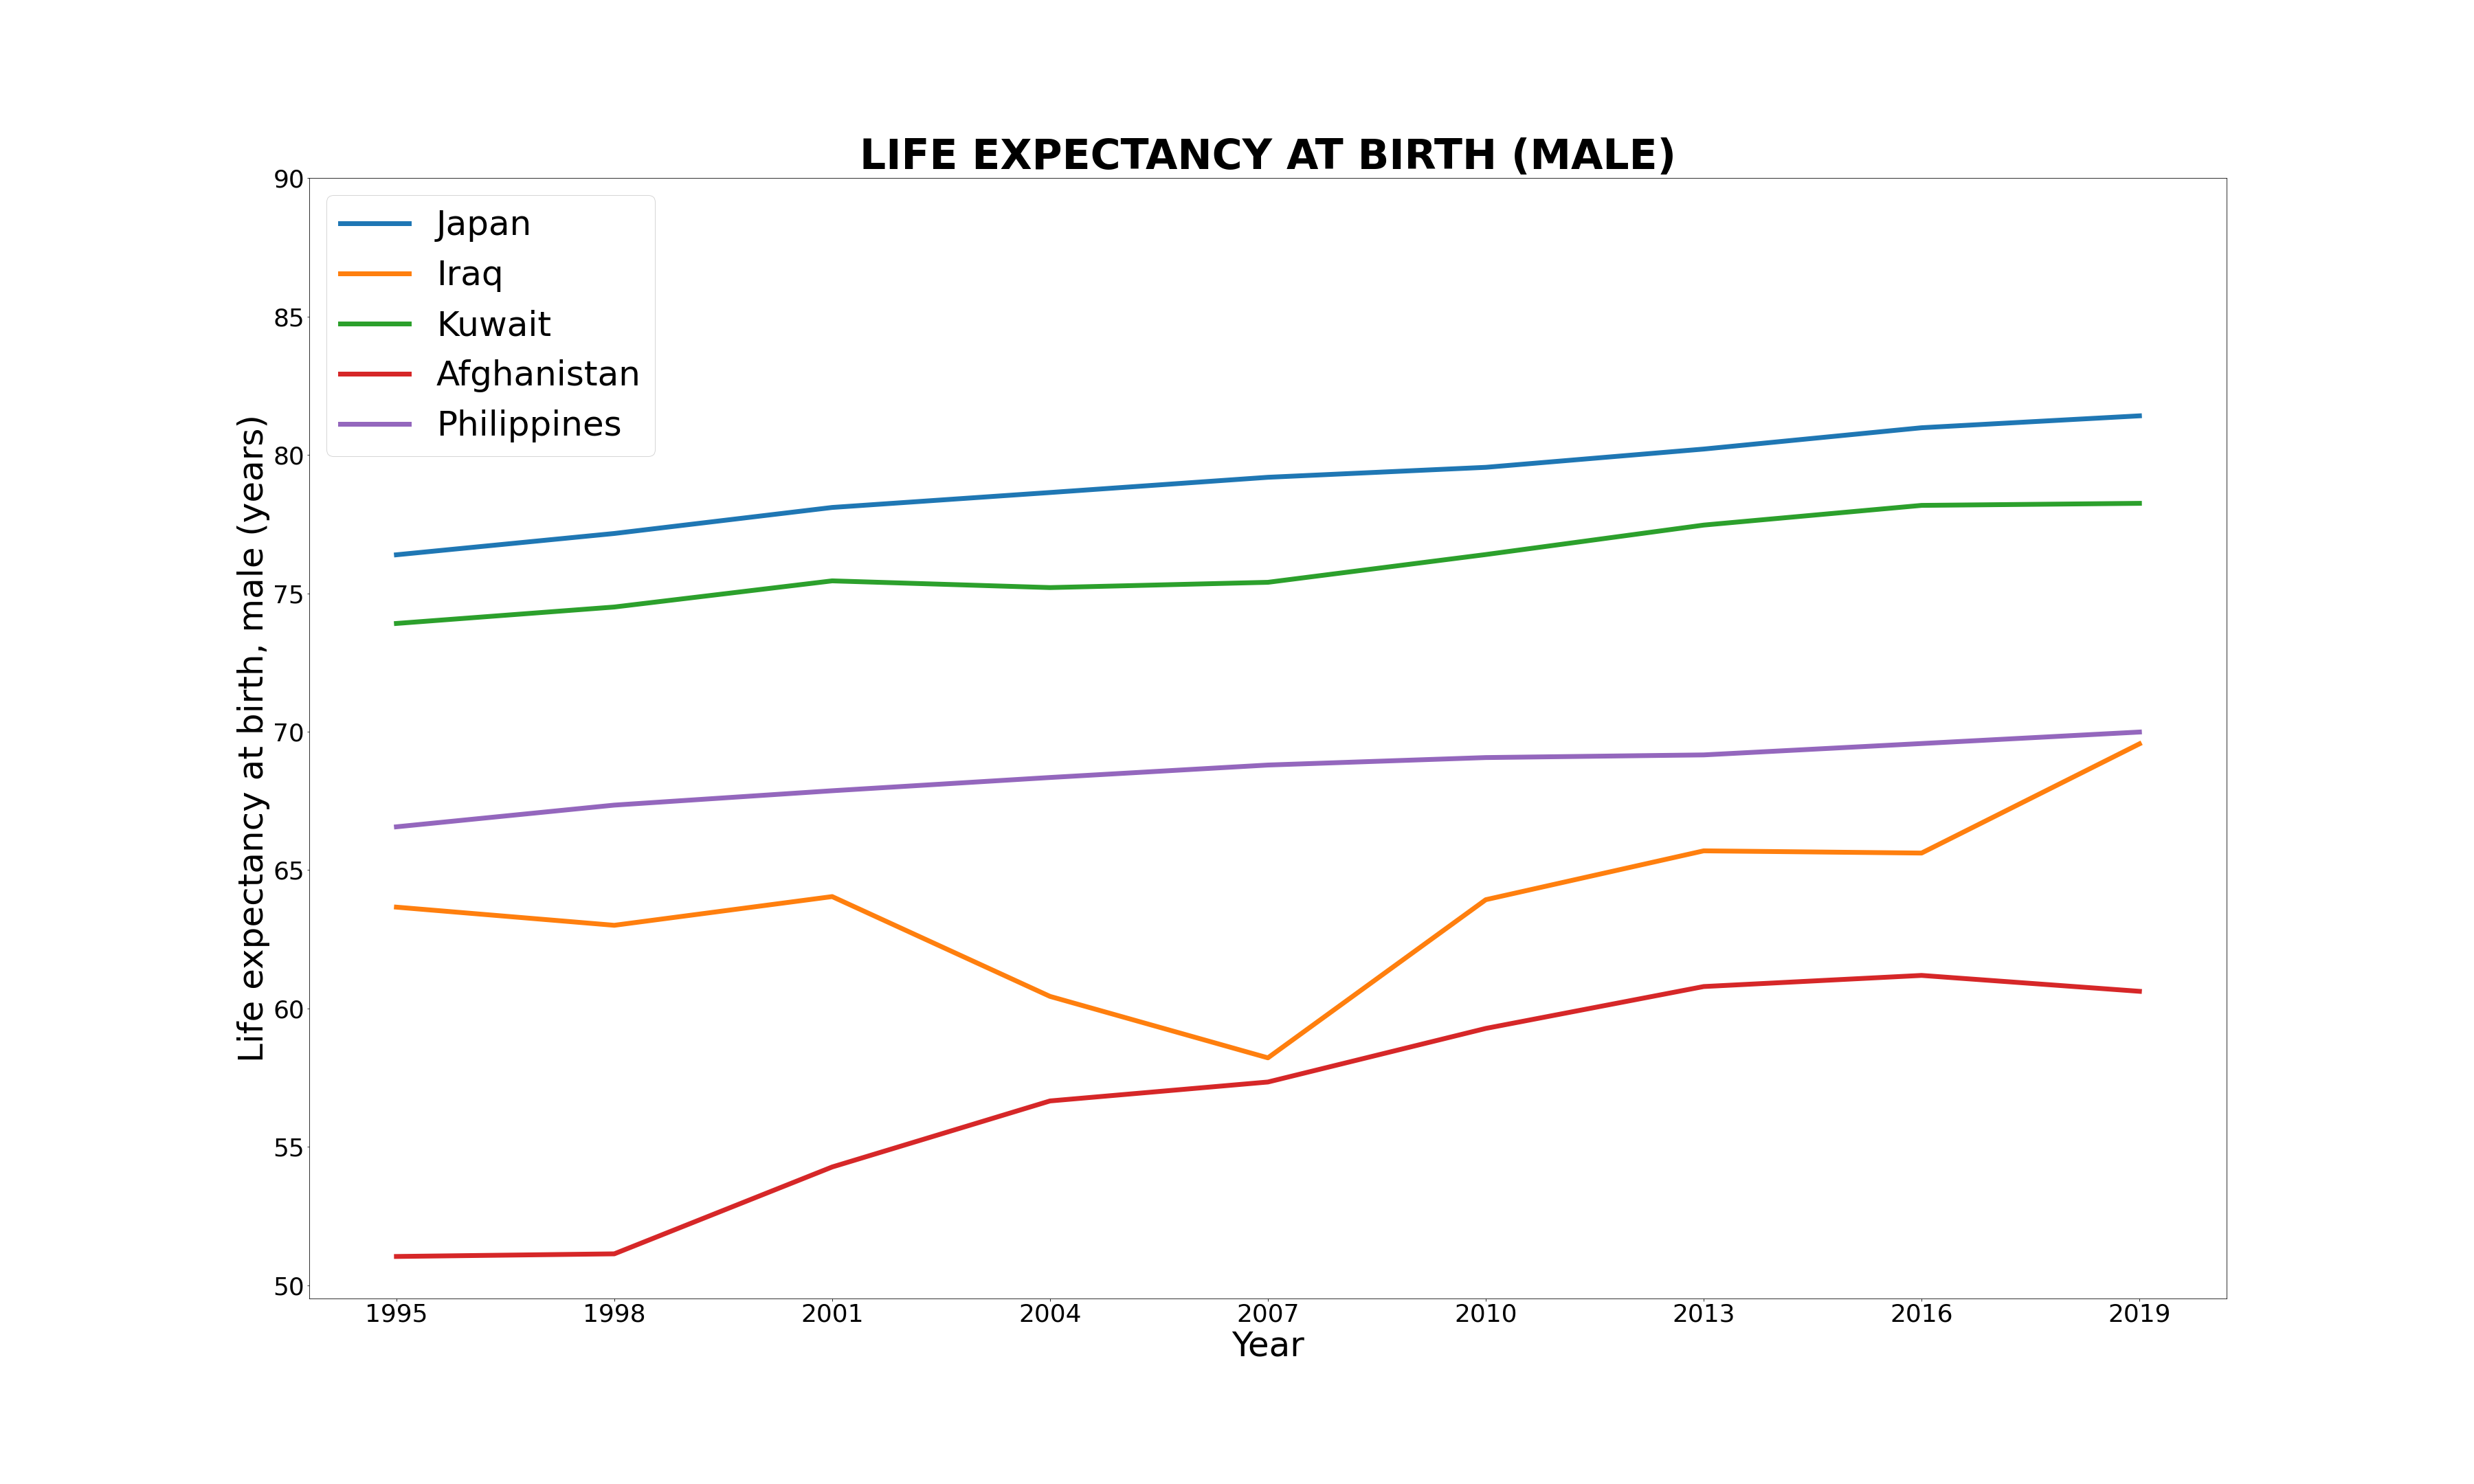 LIFE EXPECTANCY AT BIRTH (MALE)
Japan
Iraq
Kuwait
Afghanistan
Philippines
Life expectancy at birth, male (years)
90
85
80
75
70
65
60
55
50
1995 1998 2001 2004 2007 2010 2013 2016 2019
Year